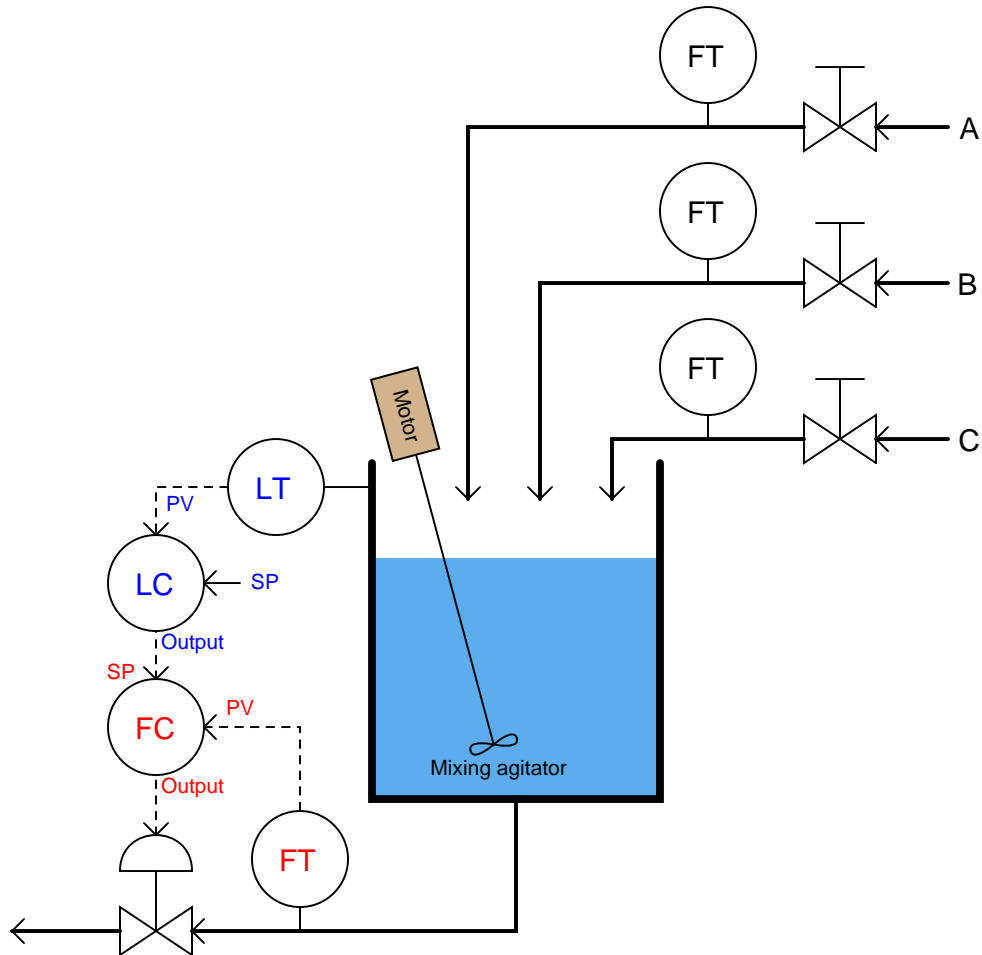 FT
A
FT
B
FT
C
Motor
LT
PV
LC
SP
Output
SP
FC
PV
Mixing agitator
Output
FT